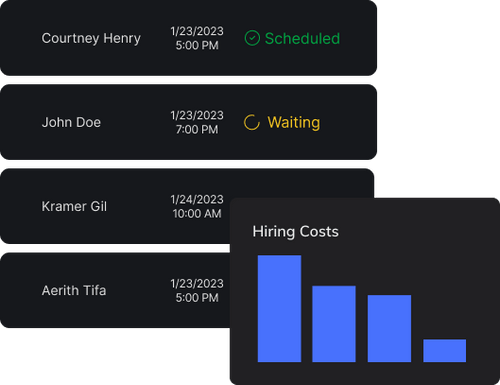 Courtney Henry
1/23/2023
5:00 PM
Scheduled
John Doe
1/23/2023
7:00 PM
Waiting
Kramer Gil
1/24/2023
10:00 AM
Aerith Tifa
1/23/2023
5:00 PM
Hiring Costs